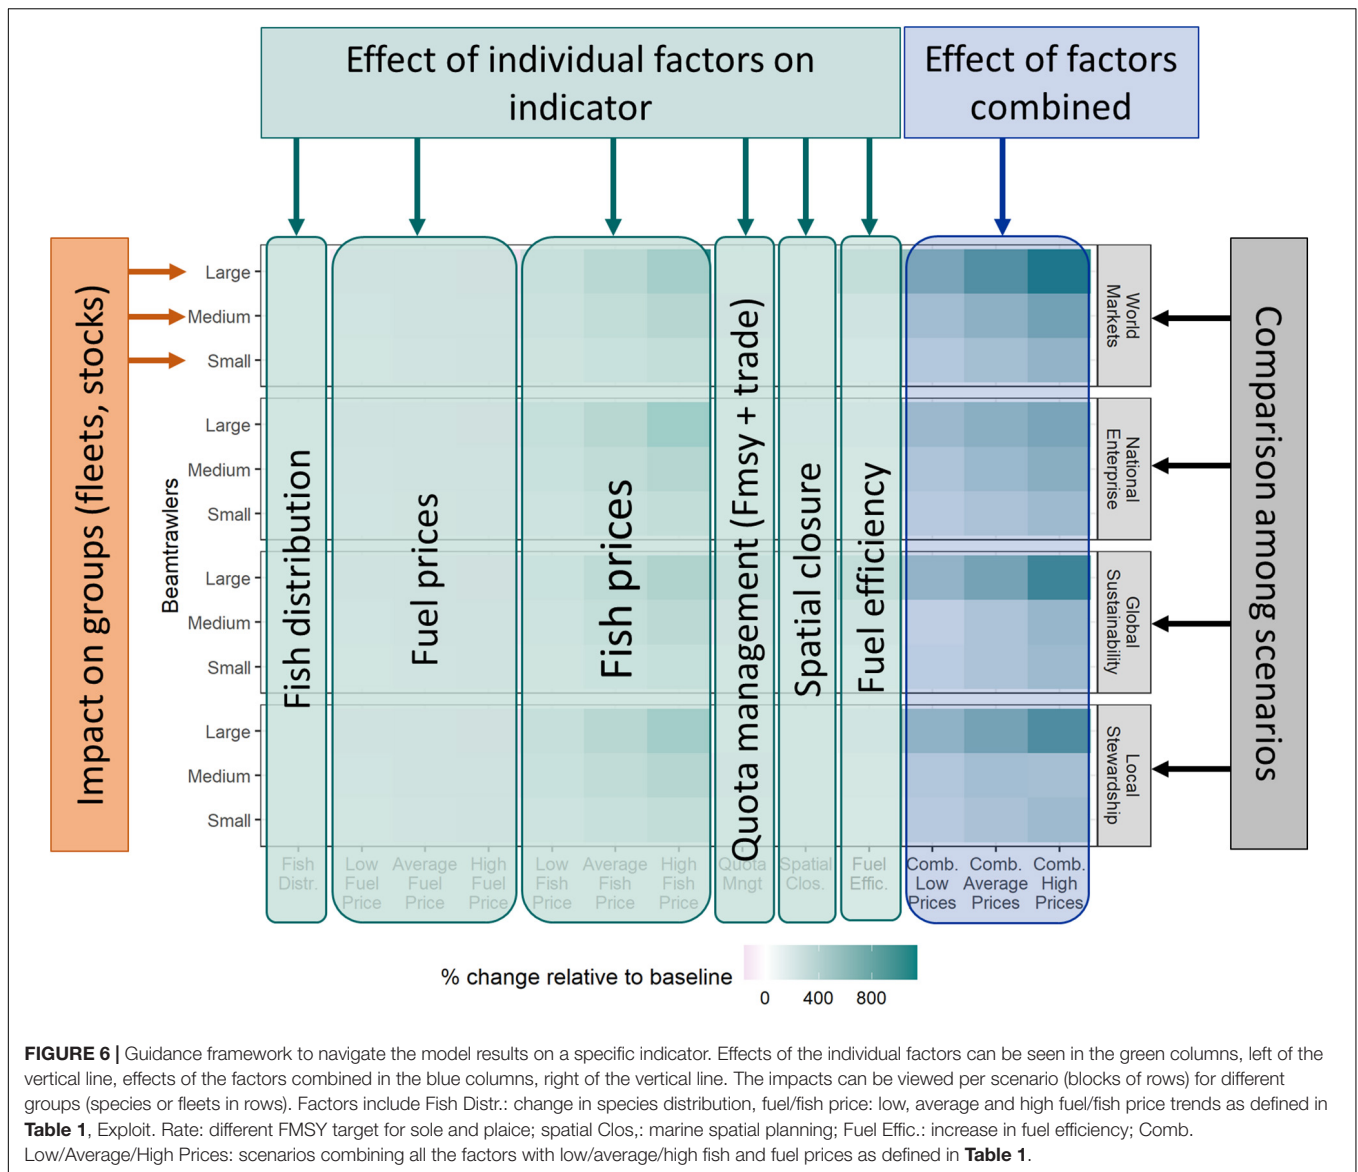 Effect of individual factors on
indicator
Effect of factors
combined
Impact on groups (fleets, stocks)
Beamtrawlers
Large
Medium
Small
Large
Medium
Small
Large
Medium
Small
Large
Medium
Small
Fish distribution
Fuel prices
Fish prices
Quota management (Fmsy + trade)
Spatial closure
Fuel efficiency
World
Markets
National
Enterprise
Global
Sustainability
Local
Stewardship
Comparison among scenarios
Fish
Distr.
Low
Fuel
Price
Average
Fuel
Price
High
Fuel
Price
Low
Fish
Price
Average
Fish
Price
High
Fish
Price
Quota
Mngt
Spatial
Clos.
Fuel
Effic.
Comb.
Low
Prices
Comb.
Average
Prices
Comb.
High
Prices
% change relative to baseline
0 400 800
FIGURE 6 | Guidance framework to navigate the model results on a specific indicator. Effects of the individual factors can be seen in the green columns, left of the
vertical line, effects of the factors combined in the blue columns, right of the vertical line. The impacts can be viewed per scenario (blocks of rows) for different
groups (species or fleets in rows). Factors include Fish Distr.: change in species distribution, fuel/fish price: low, average and high fuel/fish price trends as defined in
Table 1, Exploit. Rate: different FMSY target for sole and plaice; spatial Clos,: marine spatial planning; Fuel Effic.: increase in fuel efficiency; Comb.
Low/Average/High Prices: scenarios combining all the factors with low/average/high fish and fuel prices as defined in Table 1.